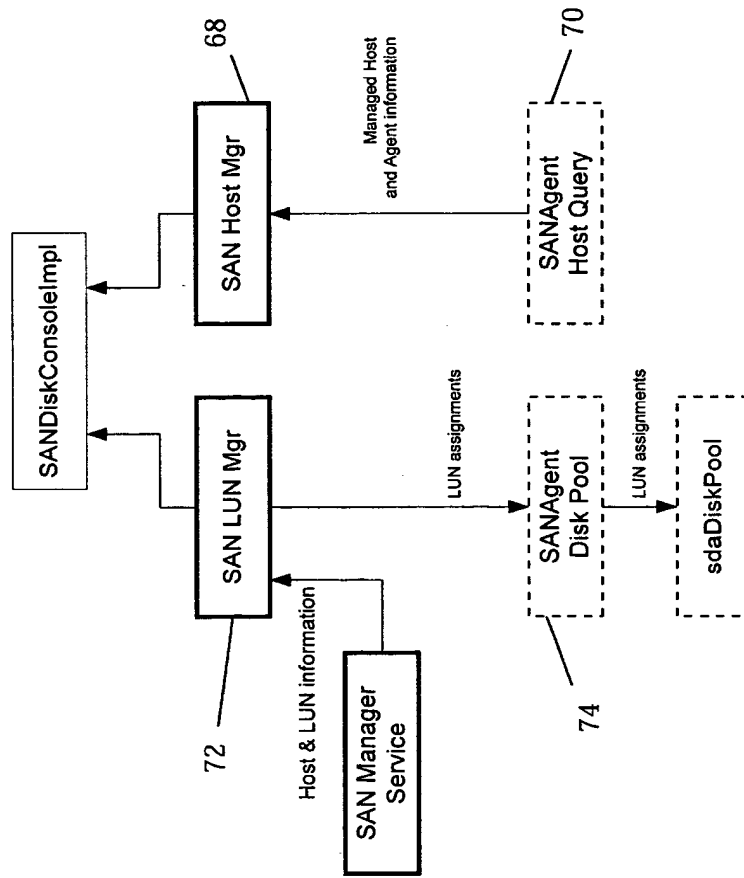 SANDiskConsoleImpl
72
SAN LUN Mgr
SAN Host Mgr
68
Host & LUN information
SAN Manager
Service
LUN assignments
Managed Host
and Agent information
74
SANAgent
Disk Pool
SANAgent
Host Query
70
LUN assignments
sdaDiskPool